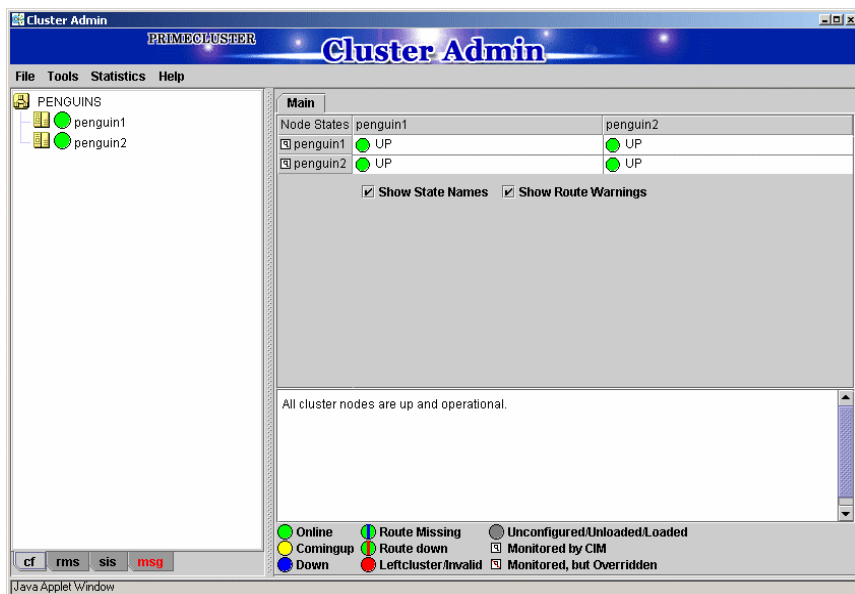 Cluster Admin
PRIMECLUSTER
Cluster Admin
File Tools Statistics Help
PENGUINS
penguin1
penguin2
Main
Node States penguin1 penguin2
penguin1 UP UP
penguin2 UP UP
Show State Names Show Route Warnings
All cluster nodes are up and operational.
Online Route Missing Unconfigured/Unloaded/Loaded
Comingup Route down Monitored by CIM
Down Leftcluster/Invalid Monitored, but Overridden
cf rms sis msg
Java Applet Window